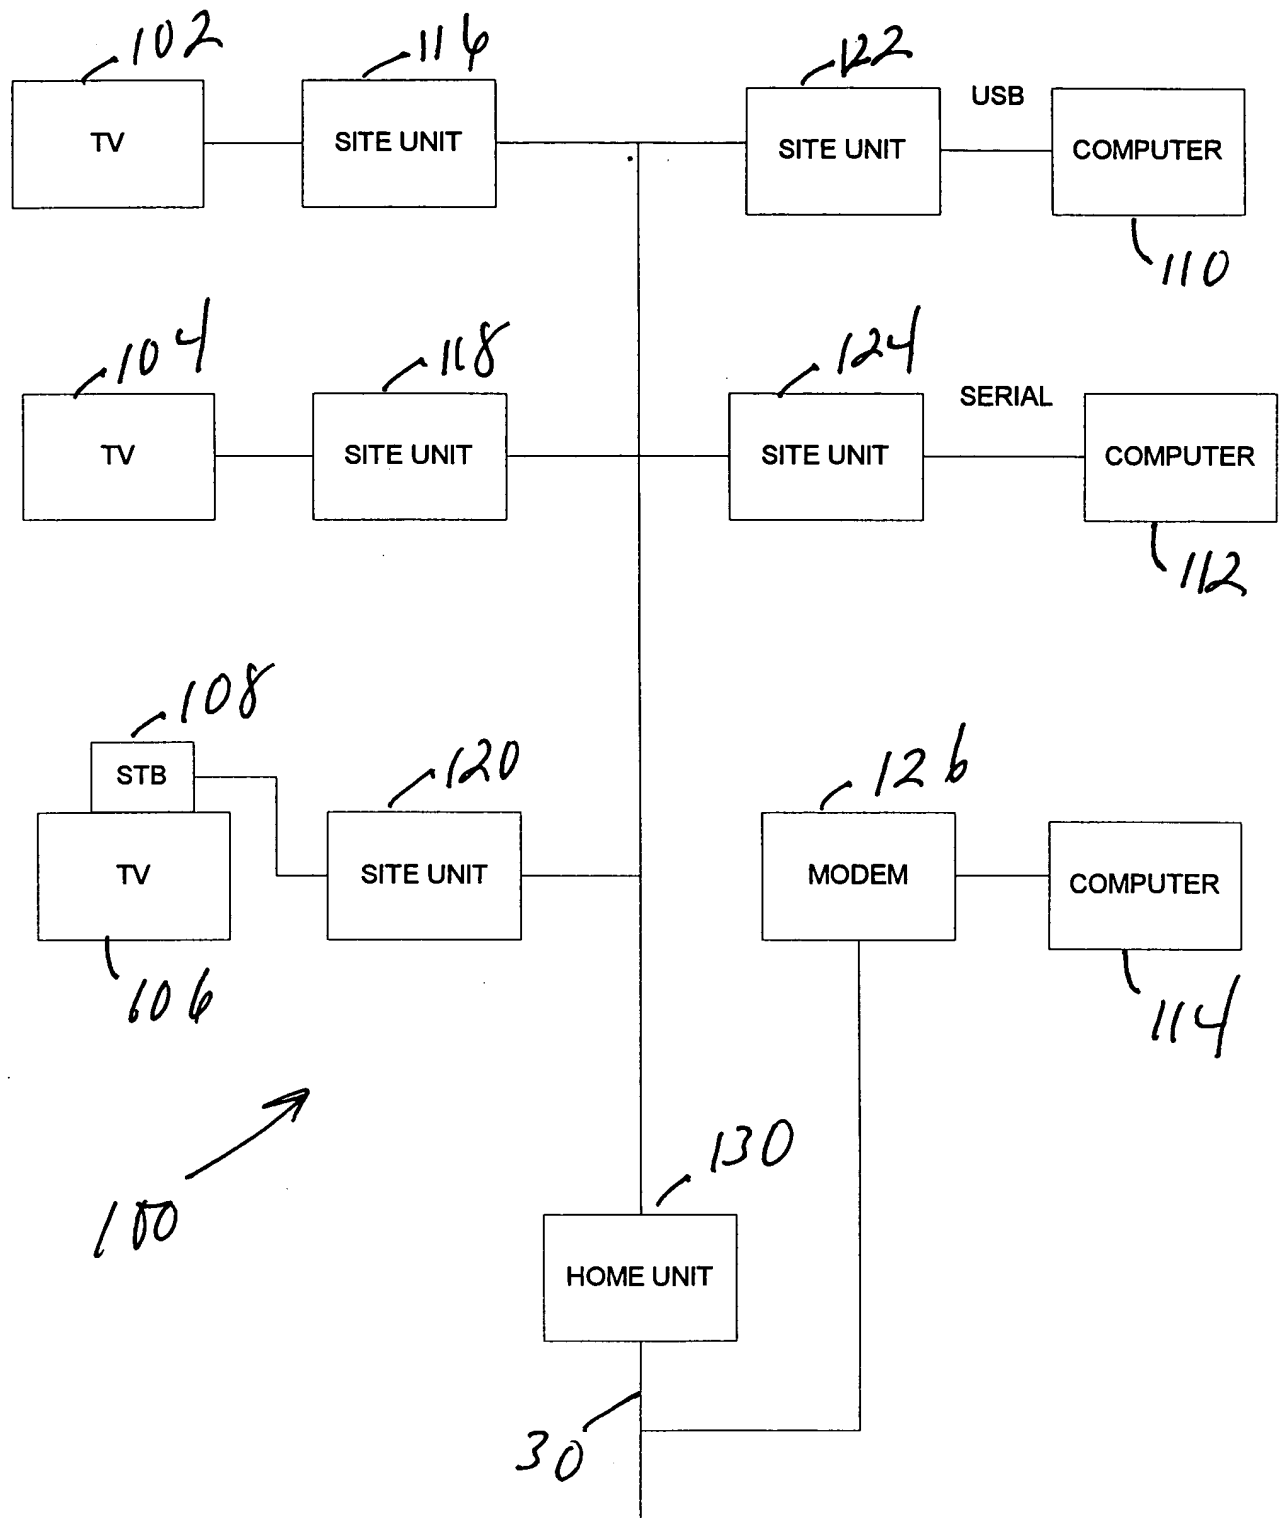 102
116
122
USB
TV
SITE UNIT
SITE UNIT
COMPUTER
110
104
118
124
SERIAL
TV
SITE UNIT
SITE UNIT
COMPUTER
112
108
STB
120
126
TV
SITE UNIT
MODEM
COMPUTER
106
114
100
130
HOME UNIT
30